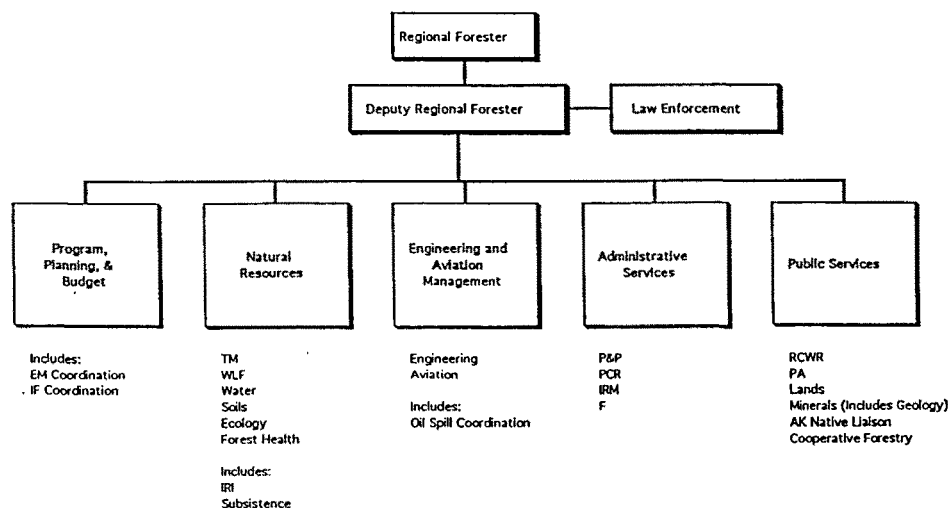 Regional Forester
Deputy Regional Forester
Law Enforcement
Program,
Planning, &
Budget
Natural
Resources
Engineering and
Aviation
Management
Administrative
Services
Public Services
Includes:
EM Coordination
IF Coordination
TM
WLF
Water
Soils
Ecology
Forest Health
Includes:
IRI
Subsistence
Engineering
Aviation
Includes:
Oil Spill Coordination
P&P
PCR
IRM
F
RCWR
PA
Lands
Minerals (Includes Geology)
AK Native Liaison
Cooperative Forestry